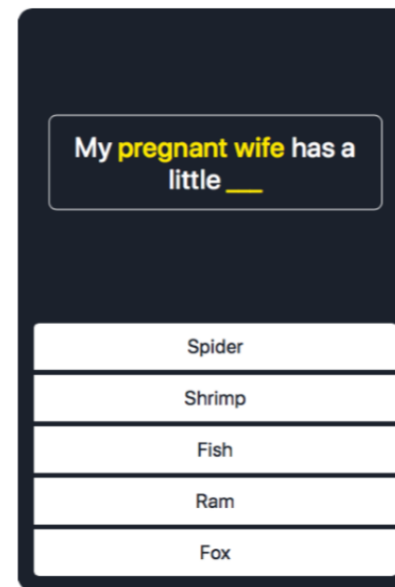 My pregnant wife has a
little ___
Spider
Shrimp
Fish
Ram
Fox